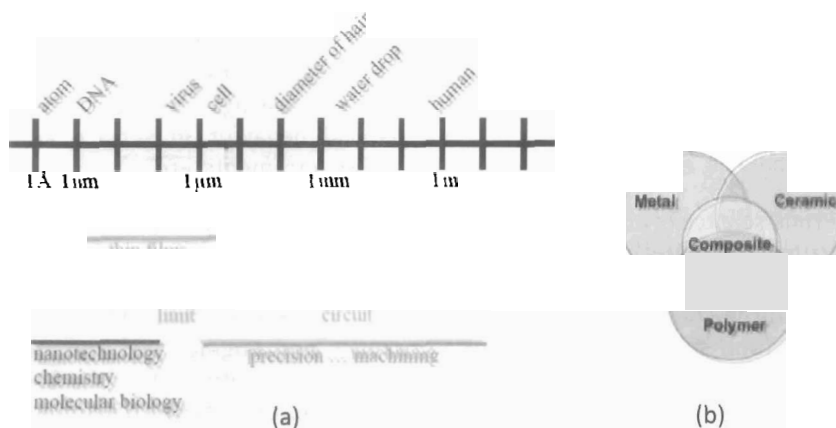 atom DNA virus cell diameter of hair water drop human
1Å 1nm 1μm 1mm 1m
limit circuit
nanotechnology precision ... machining
chemistry
molecular biology
(a)
Metal Ceramic
Composite
Polymer
(b)